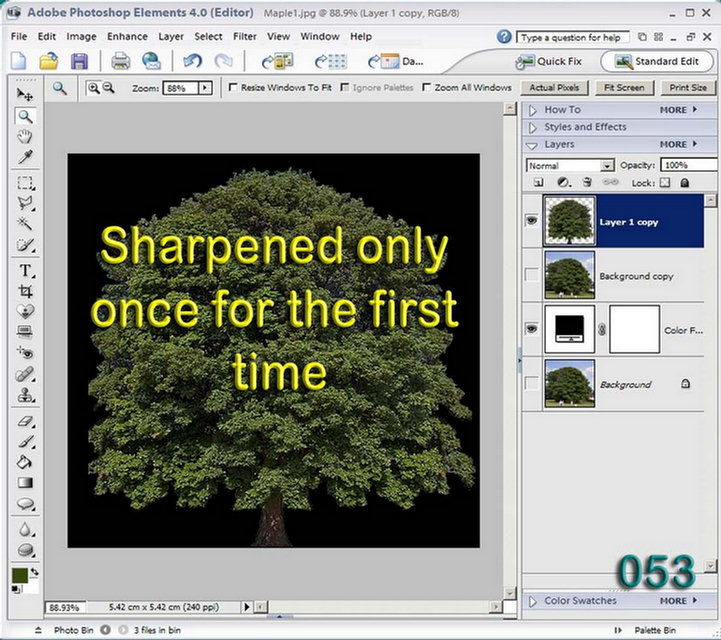 Adobe Photoshop Elements 4.0 (Editor) Maple1.jpg @ 88.9% (Layer 1 copy, RGB/8)
File Edit Image Enhance Layer Select Filter View Window Help Type a question for help
Da... Quick Fix Standard Edit
Zoom: 88% Resize Windows To Fit Ignore Palettes Zoom All Windows Actual Pixels Fit Screen Print Size
How To MORE
Styles and Effects
Layers MORE
Normal Opacity: 100%
Lock:
Layer 1 copy
Background copy
Color F...
Background
Sharpened only
once for the first
time
053
88.93% 5.42 cm x 5.42 cm (240 ppi)
Color Swatches MORE
Photo Bin 3 files in bin Palette Bin